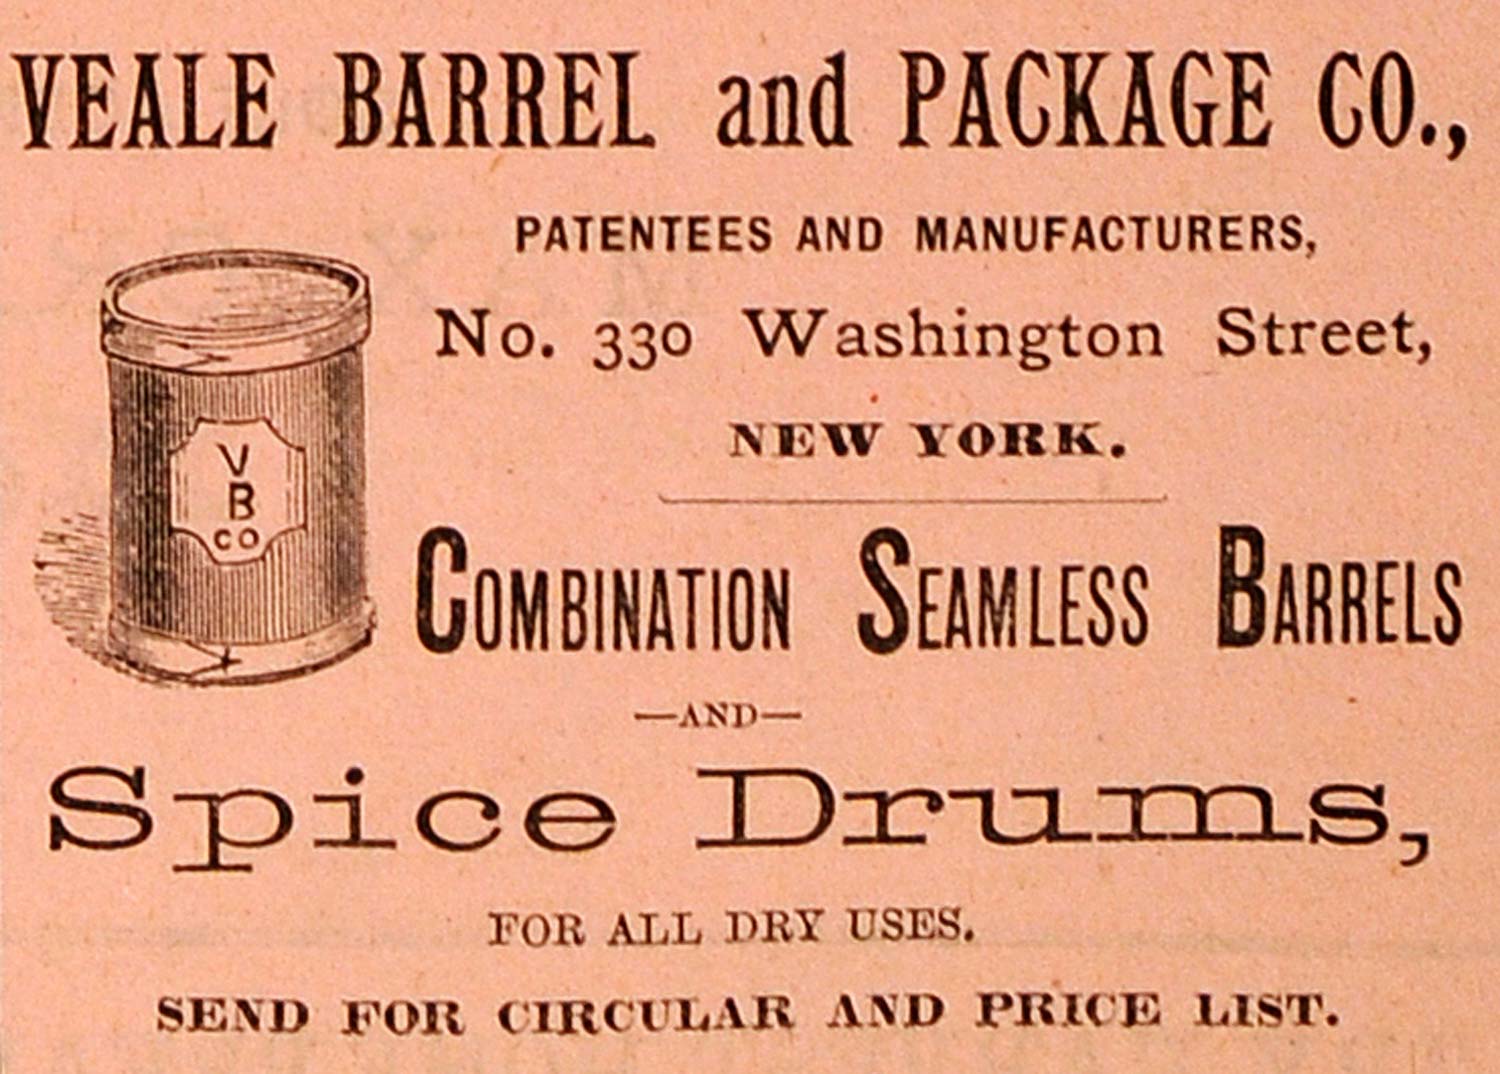 VEALE BARREL and PACKAGE CO.,
PATENTEES AND MANUFACTURERS,
No. 330 Washington Street,
NEW YORK.
V
B
CO
COMBINATION SEAMLESS BARRELS
—AND—
Spice Drums,
FOR ALL DRY USES.
SEND FOR CIRCULAR AND PRICE LIST.